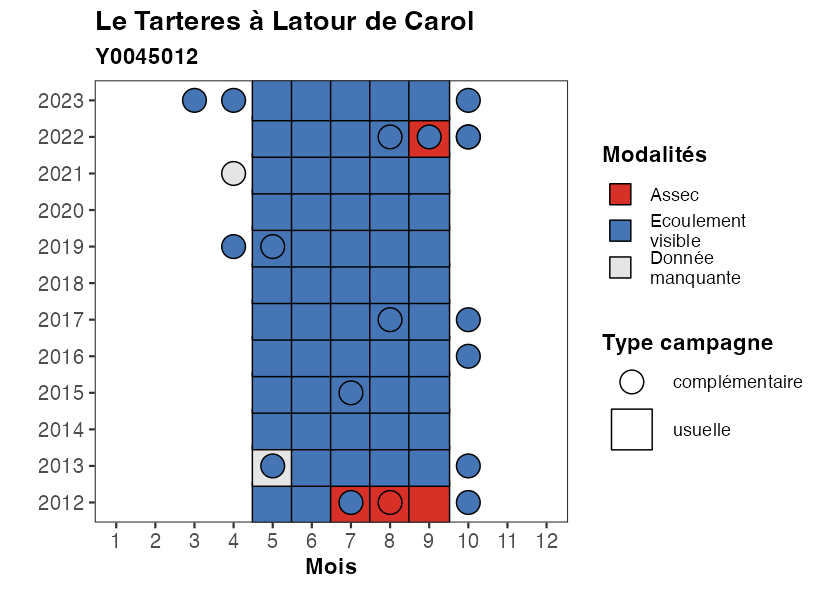 Le Tarteres à Latour de Carol
Y0045012
2023
2022
2021
2020
2019
2018
2017
2016
2015
2014
2013
2012
1 2 3 4 5 6 7 8 9 10 11 12
Mois
Modalités
Assec
Ecoulement
visible
Donnée
manquante
Type campagne
complémentaire
usuelle